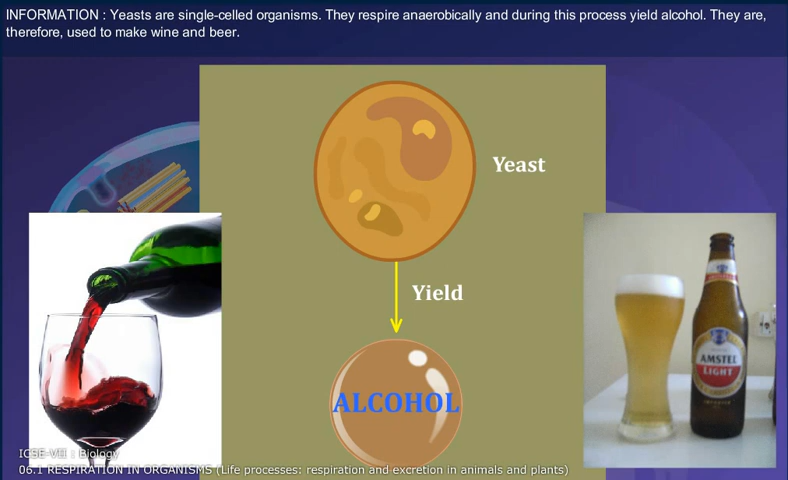 INFORMATION : Yeasts are single-celled organisms. They respire anaerobically and during this process yield alcohol. They are,
therefore, used to make wine and beer.
Yeast
Yield
ALCOHOL
AMSTEL
LIGHT
ICSE-VII : Biology
06.1 RESPIRATION IN ORGANISMS (Life processes: respiration and excretion in animals and plants)